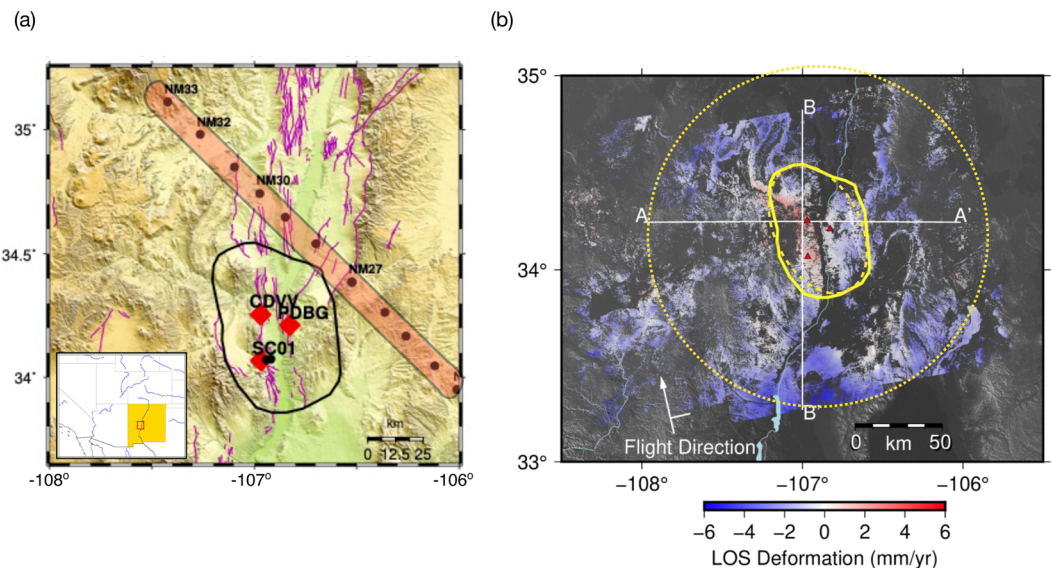 (a)
(b)
35°
34.5
34°
-108°
-107°
-106°
NM33
NM32
NM30
NM27
CDVV
PDBG
SC01
km
0 12.5 25
35°
34°
33°
B
A
A'
B
Flight Direction
0 50
km
−108°
−107°
−106°
−6 −4 −2 0 2 4 6
LOS Deformation (mm/yr)